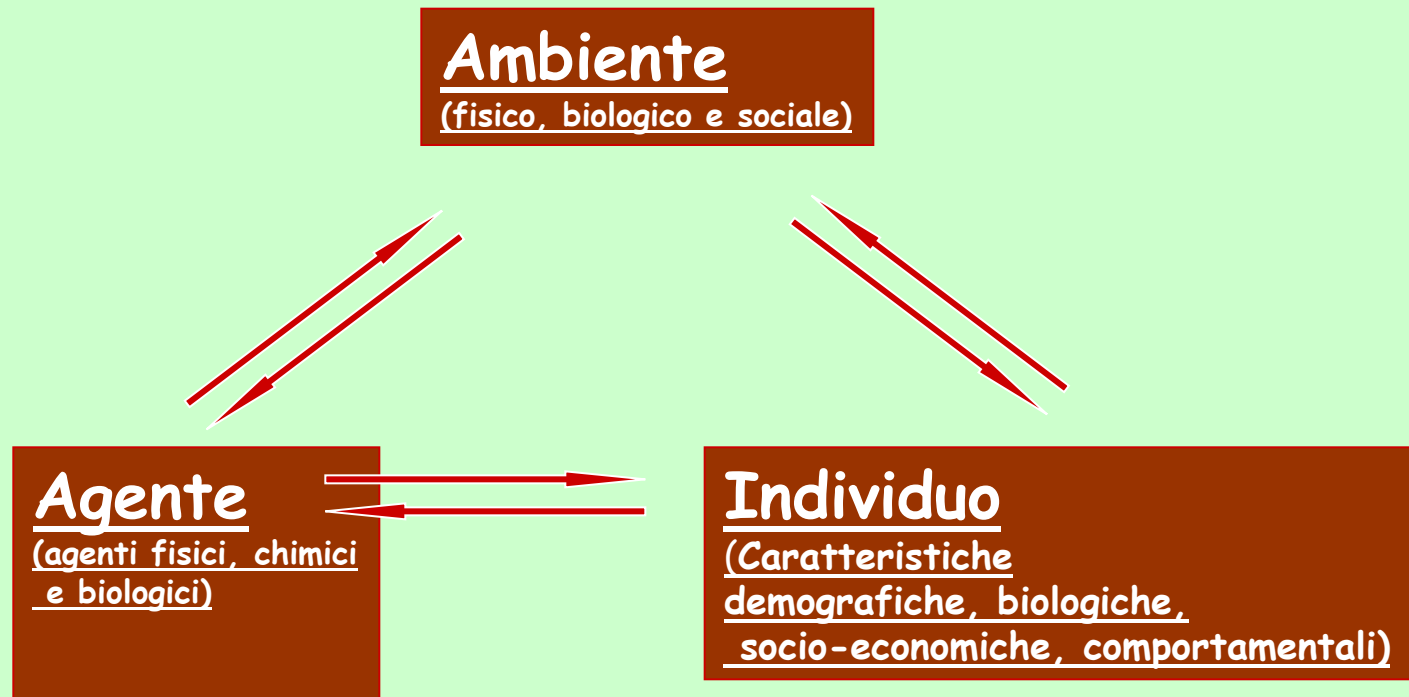 Ambiente
(fisico, biologico e sociale)
Agente
(agenti fisici, chimici
e biologici)
Individuo
(Caratteristiche
demografiche, biologiche,
socio-economiche, comportamentali)